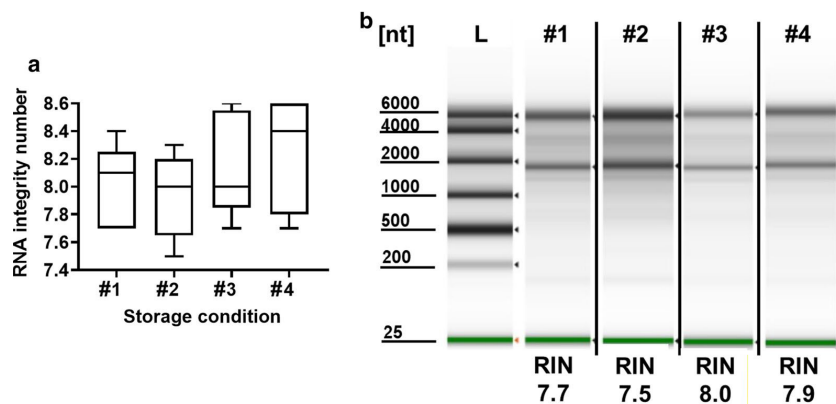 a
RNA integrity number
8.6
8.4
8.2
8.0
7.8
7.6
7.4
#1 #2 #3 #4
Storage condition
b
[nt] L #1 #2 #3 #4
6000
4000
2000
1000
500
200
25
RIN RIN RIN RIN
7.7 7.5 8.0 7.9